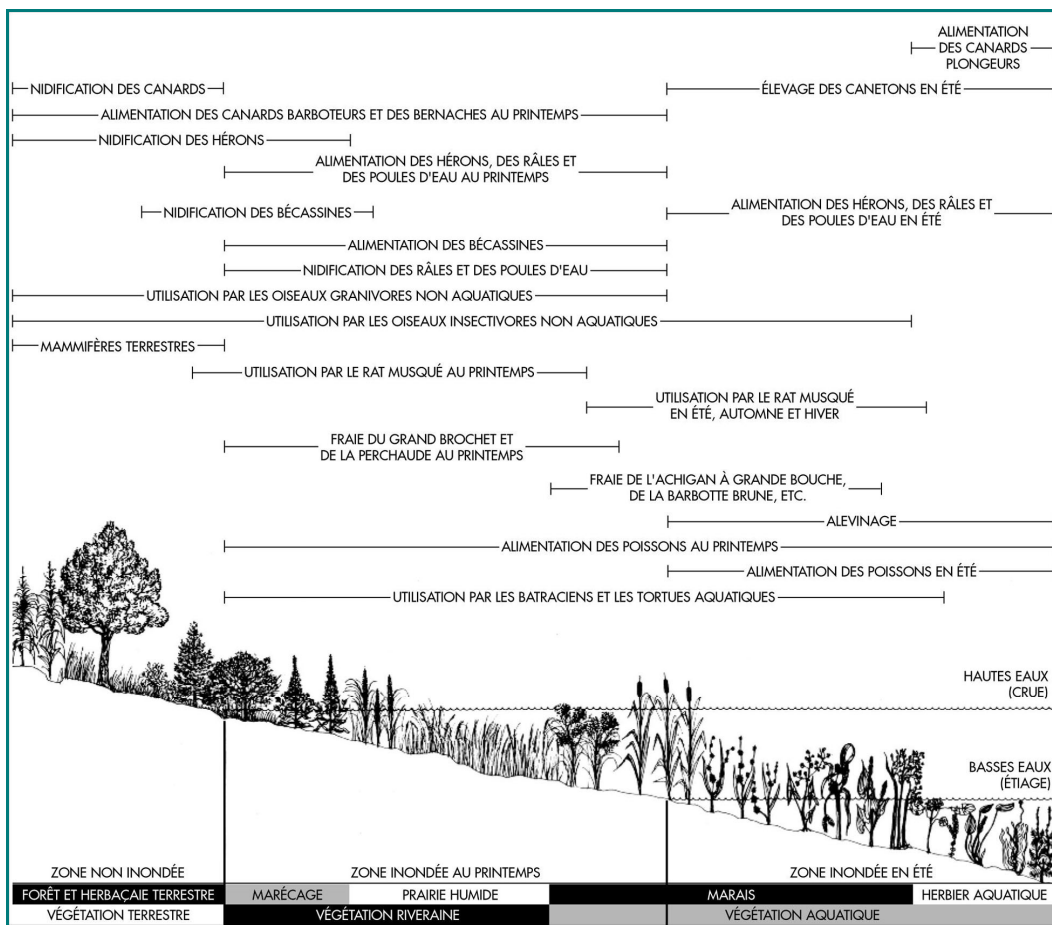 ALIMENTATION
DES CANARDS
PLONGEURS
NIDIFICATION DES CANARDS
ÉLEVAGE DES CANETONS EN ÉTÉ
ALIMENTATION DES CANARDS BARBOTEURS ET DES BERNACHES AU PRINTEMPS
NIDIFICATION DES HÉRONS
ALIMENTATION DES HÉRONS, DES RÂLES ET
DES POULES D'EAU AU PRINTEMPS
NIDIFICATION DES BÉCASSINES
ALIMENTATION DES HÉRONS, DES RÂLES ET
DES POULES D'EAU EN ÉTÉ
ALIMENTATION DES BÉCASSINES
NIDIFICATION DES RÂLES ET DES POULES D'EAU
UTILISATION PAR LES OISEAUX GRANIVORES NON AQUATIQUES
UTILISATION PAR LES OISEAUX INSECTIVORES NON AQUATIQUES
MAMMIFÈRES TERRESTRES
UTILISATION PAR LE RAT MUSQUÉ AU PRINTEMPS
UTILISATION PAR LE RAT MUSQUÉ
EN ÉTÉ, AUTOMNE ET HIVER
FRAIE DU GRAND BROCHET ET
DE LA PERCHAUDE AU PRINTEMPS
FRAIE DE L'ACHIGAN À GRANDE BOUCHE,
DE LA BARBOTTE BRUNE, ETC.
ALEVINAGE
ALIMENTATION DES POISSONS AU PRINTEMPS
ALIMENTATION DES POISSONS EN ÉTÉ
UTILISATION PAR LES BATRACIENS ET LES TORTUES AQUATIQUES
HAUTES EAUX
(CRUE)
BASSES EAUX
(ÉTIAGE)
ZONE NON INONDÉE
ZONE INONDÉE AU PRINTEMPS
ZONE INONDÉE EN ÉTÉ
FORÊT ET HERBAÇAIE TERRESTRE
MARÉCAGE
PRAIRIE HUMIDE
MARAIS
HERBIER AQUATIQUE
VÉGÉTATION TERRESTRE
VÉGÉTATION RIVERAINE
VÉGÉTATION AQUATIQUE